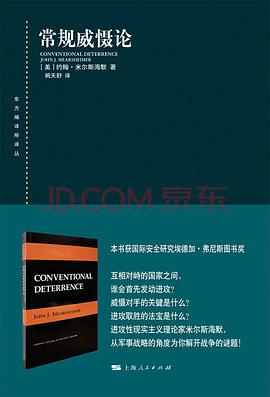 常规威慑论
CONVENTIONAL DETERRENCE
JOHN J. MEARSHEIMER
[美]约翰·米尔斯海默 著
阙天舒 译
东方编译所译丛
JD.COM 京东
本书获国际安全研究埃德加·弗尼斯图书奖
互相对峙的国家之间，
谁会首先发动进攻？
威慑对手的关键是什么？
进攻取胜的法宝是什么？
进攻性现实主义理论家米尔斯海默，
从军事战略的角度为你解开战争的谜题！
CONVENTIONAL
DETERRENCE
JOHN J. MEARSHEIMER
上海人民出版社